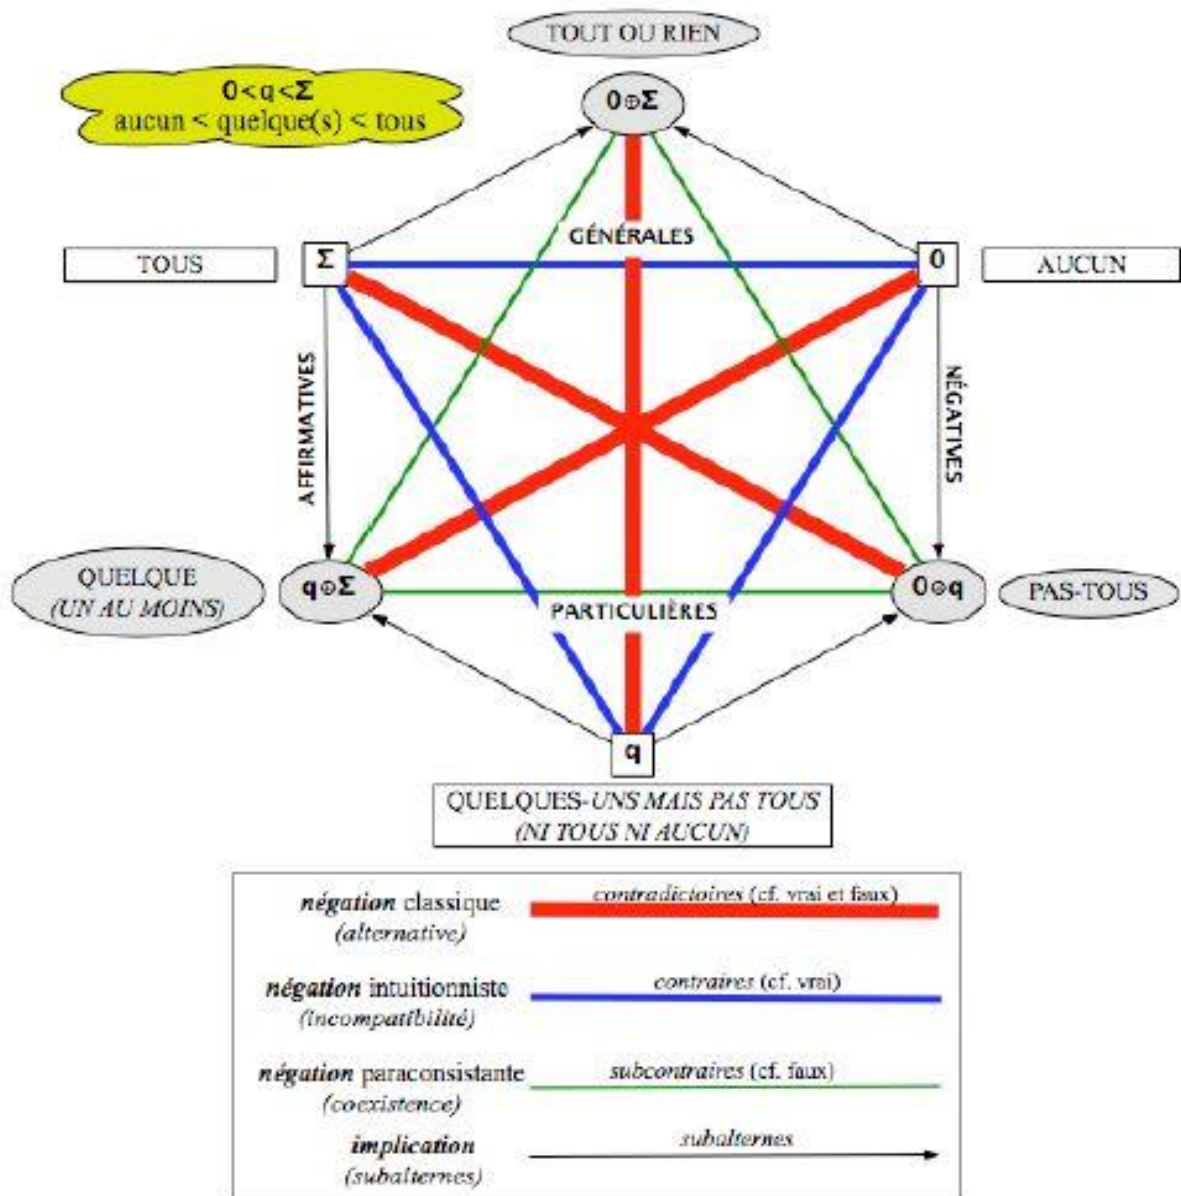 TOUT OU RIEN
0<q<Σ
aucun < quelque(s) < tous
0⊕Σ
GÉNÉRALES
TOUS
Σ
0
AUCUN
AFFIRMATIVES
NÉGATIVES
QUELQUE
(UN AU MOINS)
q⊕Σ
PARTICULIÈRES
0⊕q
PAS-TOUS
q
QUELQUES-UNS MAIS PAS TOUS
(NI TOUS NI AUCUN)
négation classique
(alternative)
contradictoires (cf. vrai et faux)
négation intuitionniste
(incompatibilité)
contraires (cf. vrai)
négation paraconsistante
(coexistence)
subcontraires (cf. faux)
implication
(subalternes)
subalternes